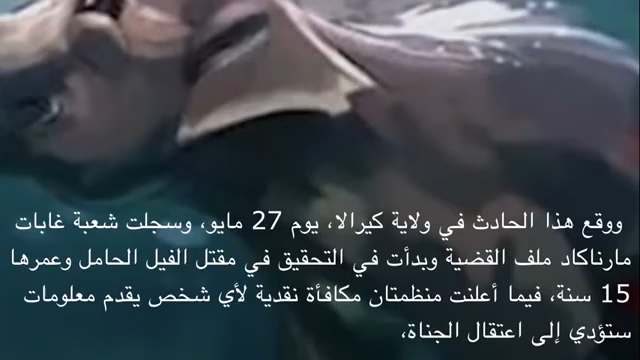 ووقع هذا الحادث في ولاية كيرالا، يوم 27 مايو، وسجلت شعبة غابات
مارناكاد ملف القضية وبدأت في التحقيق في مقتل الفيل الحامل وعمرها
15 سنة، فيما أعلنت منظمتان مكافأة نقدية لأي شخص يقدم معلومات
ستؤدي إلى اعتقال الجناة،